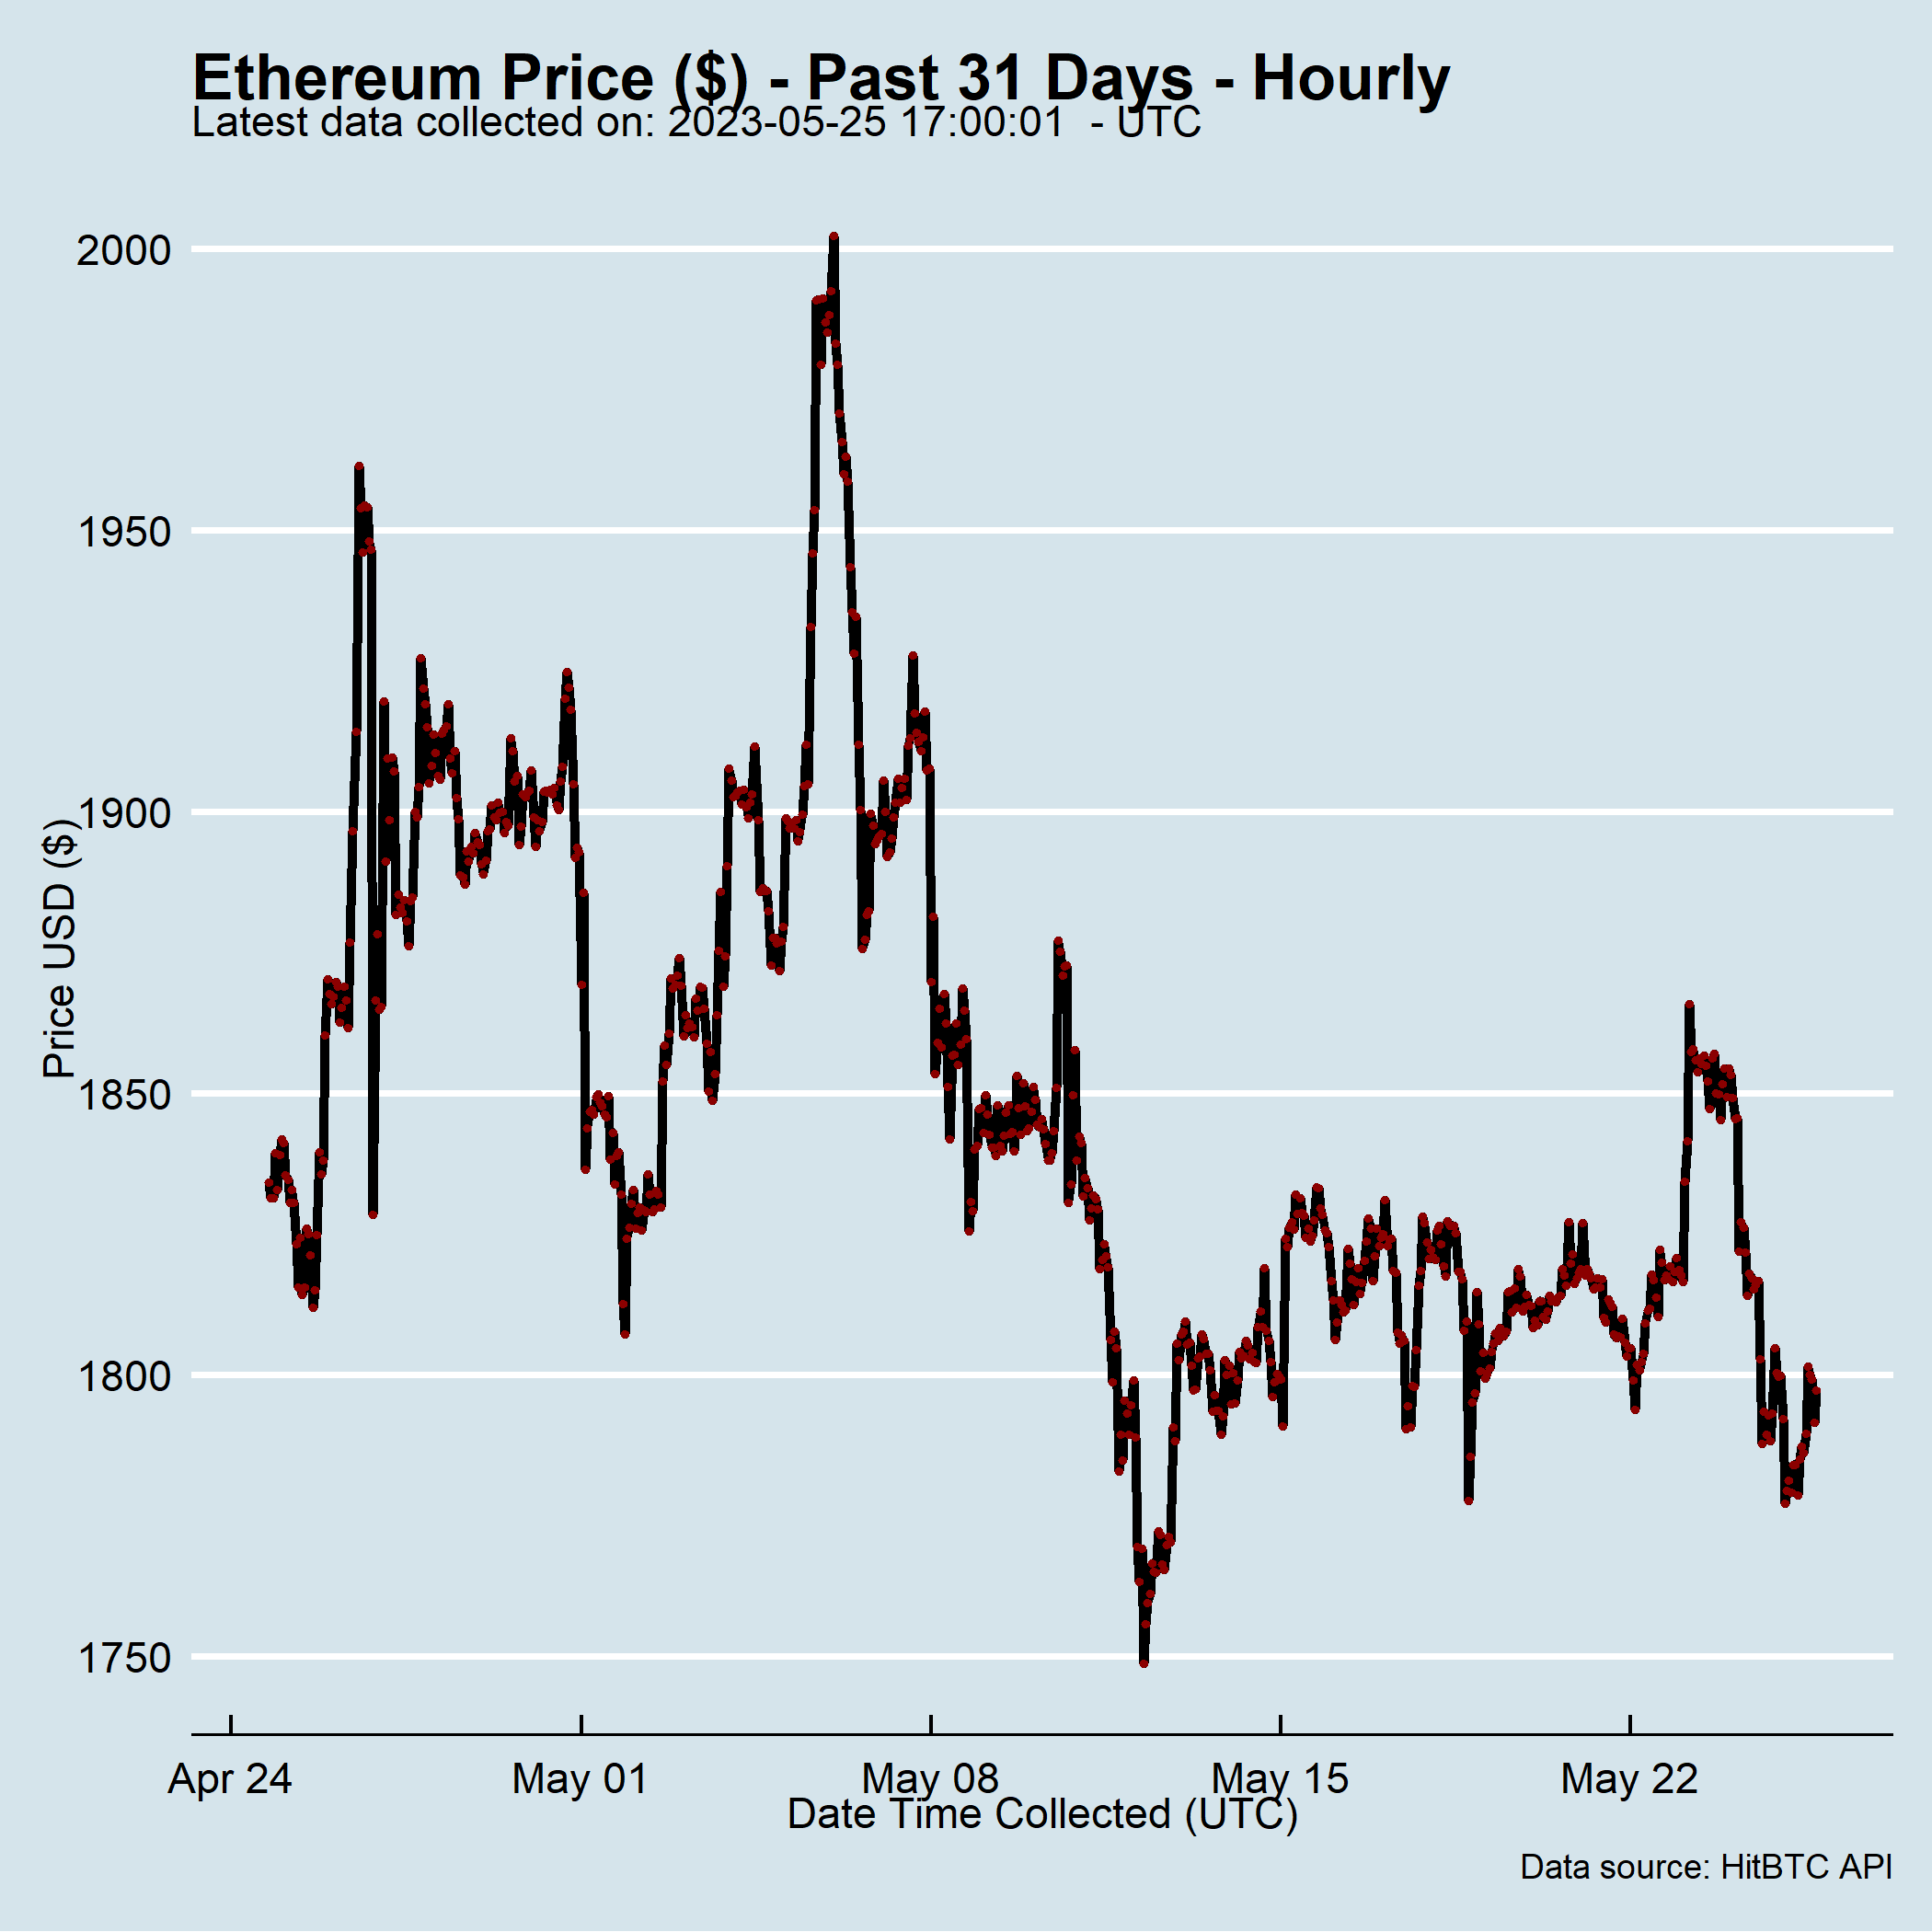 Ethereum Price ($) - Past 31 Days - Hourly
Latest data collected on: 2023-05-25 17:00:01  - UTC
Price USD ($)
2000
1950
1900
1850
1800
1750
Apr 24
May 01
May 08
May 15
May 22
Date Time Collected (UTC)
Data source: HitBTC API